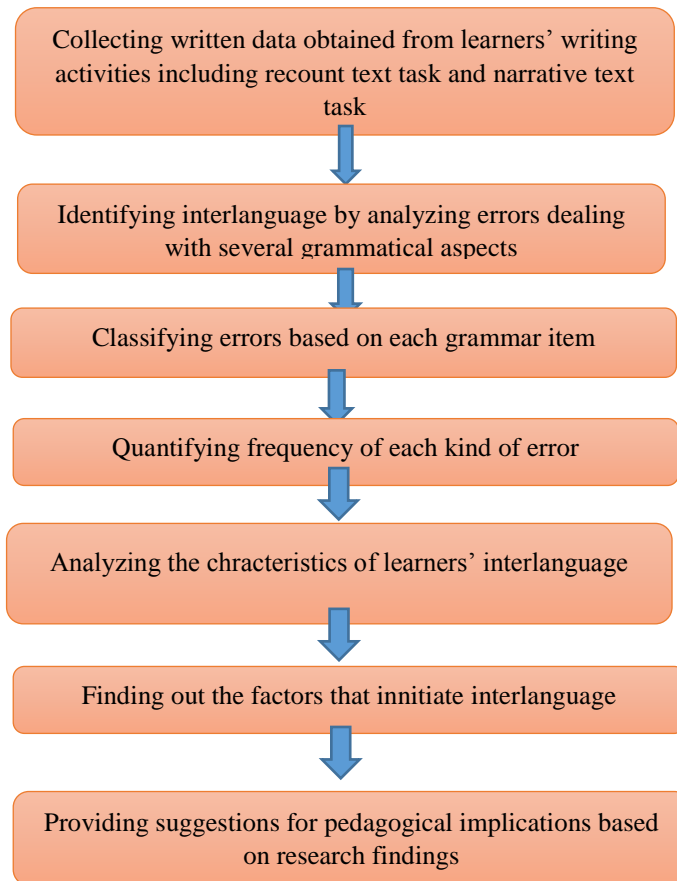 Collecting written data obtained from learners’ writing
activities including recount text task and narrative text
task
Identifying interlanguage by analyzing errors dealing
with several grammatical aspects
Classifying errors based on each grammar item
Quantifying frequency of each kind of error
Analyzing the chracteristics of learners’ interlanguage
Finding out the factors that innitiate interlanguage
Providing suggestions for pedagogical implications based
on research findings